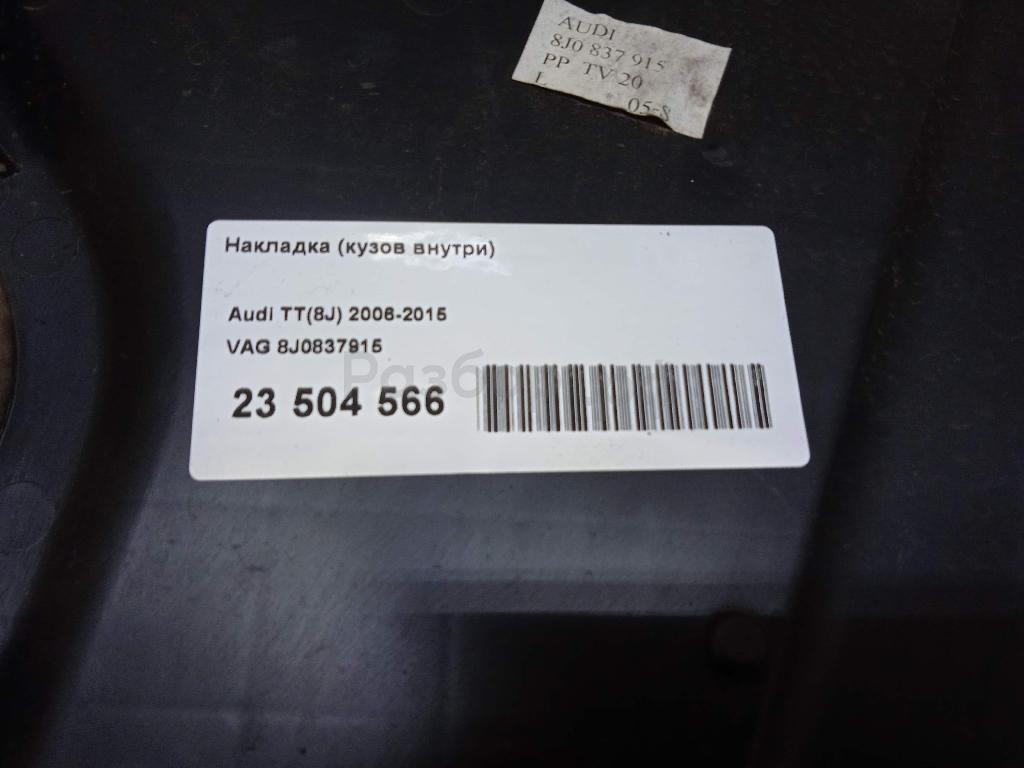 AUDI
8J0 837 915
PP TV 20
L
05-8
Накладка (кузов внутри)
Audi TT(8J) 2006-2015
VAG 8J0837915
23 504 566